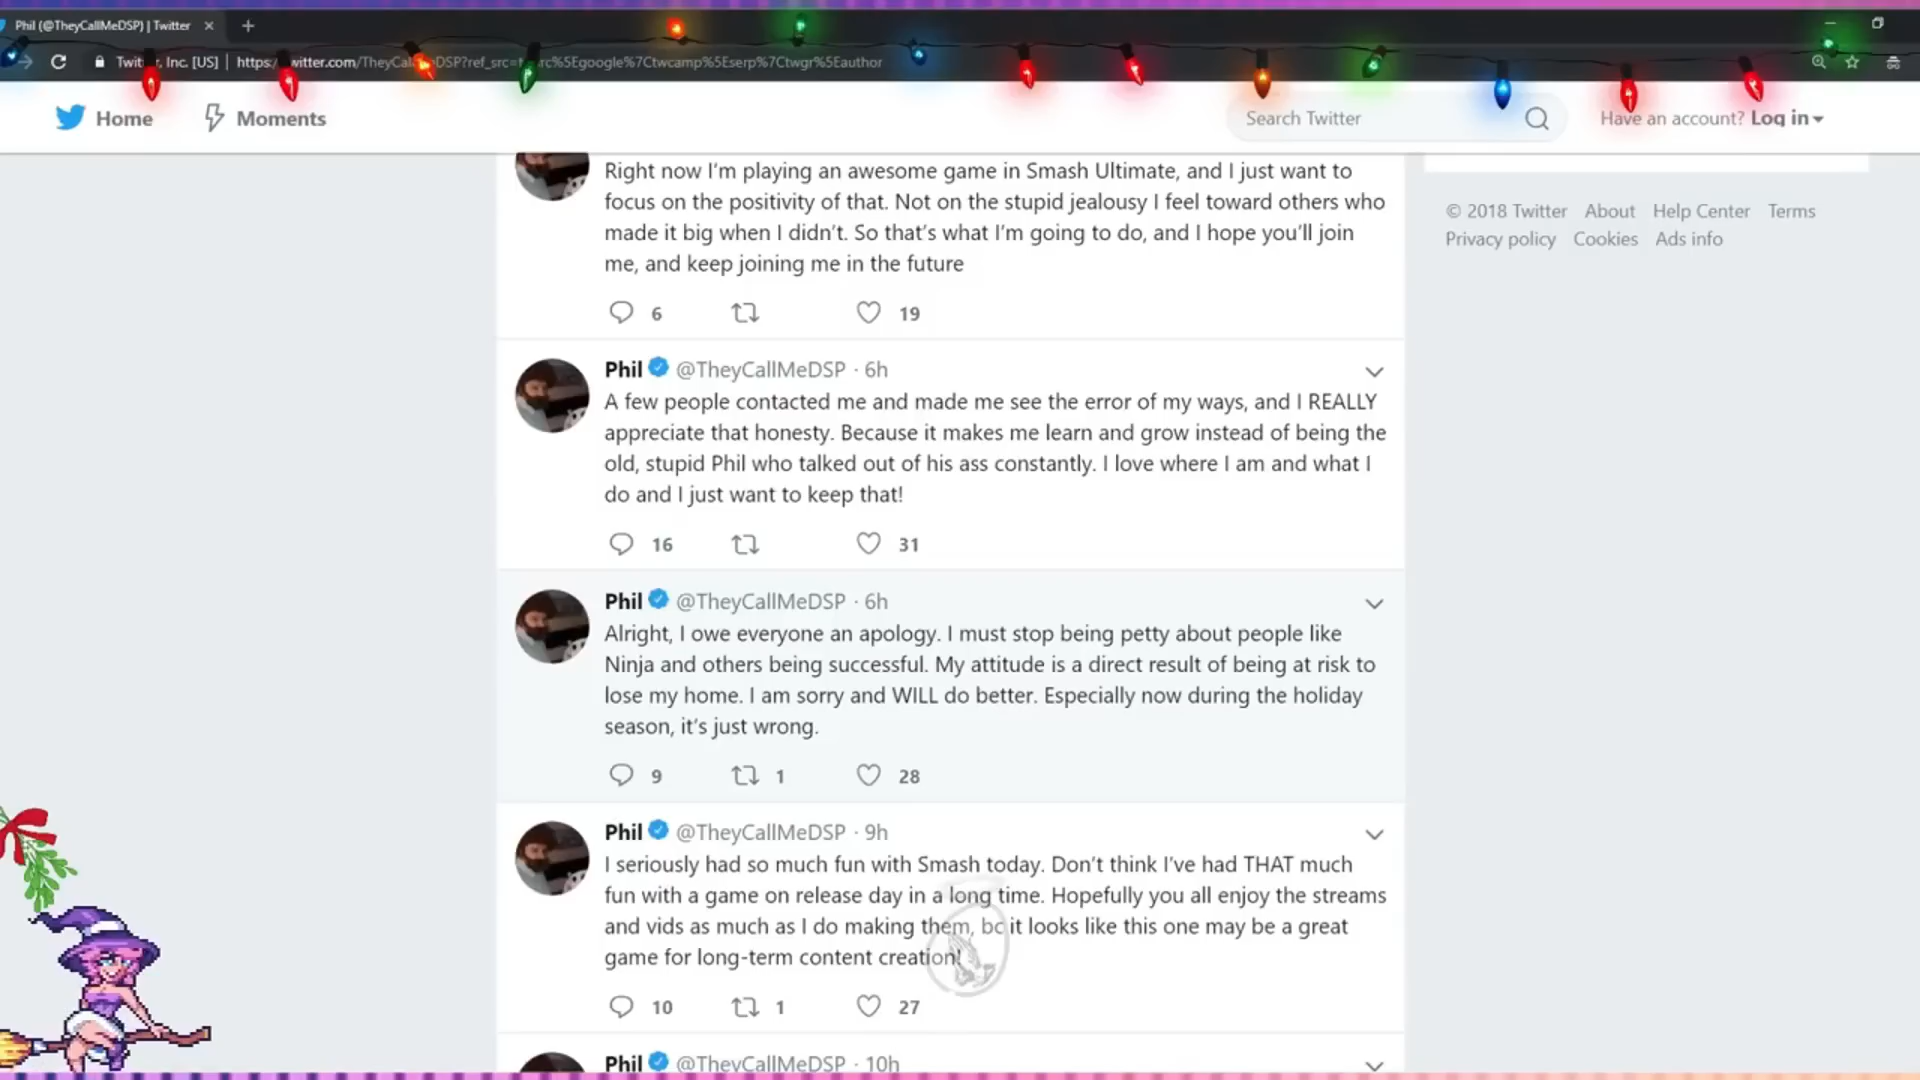 Phil (@TheyCallMeDSP) | Twitter
Inc. [US]
Home
Moments
Search Twitter
Have an account? Log in
Right now I'm playing an awesome game in Smash Ultimate, and I just want to
focus on the positivity of that. Not on the stupid jealousy I feel toward others who
made it big when I didn't. So that's what I'm going to do, and I hope you'll join
me, and keep joining me in the future
6 19
Phil @TheyCallMeDSP · 6h
A few people contacted me and made me see the error of my ways, and I REALLY
appreciate that honesty. Because it makes me learn and grow instead of being the
old, stupid Phil who talked out of his ass constantly. I love where I am and what I
do and I just want to keep that!
16 31
Phil @TheyCallMeDSP · 6h
Alright, I owe everyone an apology. I must stop being petty about people like
Ninja and others being successful. My attitude is a direct result of being at risk to
lose my home. I am sorry and WILL do better. Especially now during the holiday
season, it's just wrong.
9 1 28
Phil @TheyCallMeDSP · 9h
I seriously had so much fun with Smash today. Don't think I've had THAT much
fun with a game on release day in a long time. Hopefully you all enjoy the streams
and vids as much as I do making them, bc it looks like this one may be a great
game for long-term content creation!
10 1 27
Phil @TheyCallMeDSP · 10h
© 2018 Twitter About Help Center Terms
Privacy policy Cookies Ads info